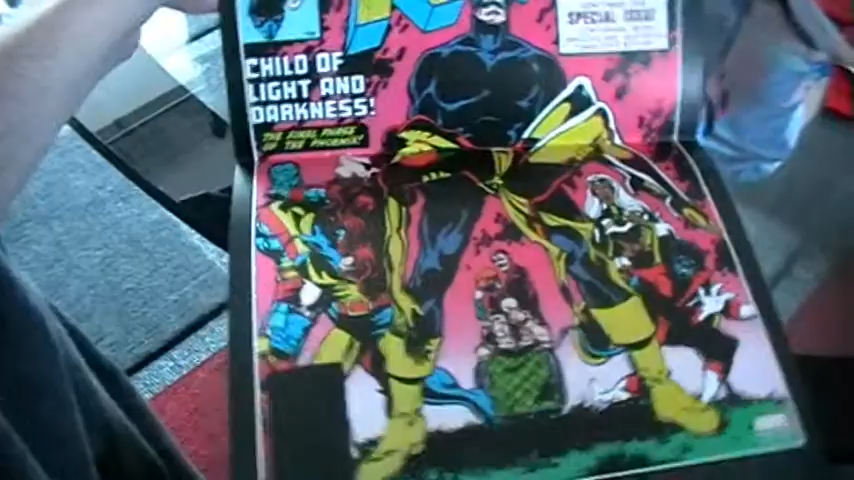 SPECIAL ISSUE
CHILD OF
LIGHT AND
DARKNESS!
THE FINAL PHASE
OF THE PHOENIX!